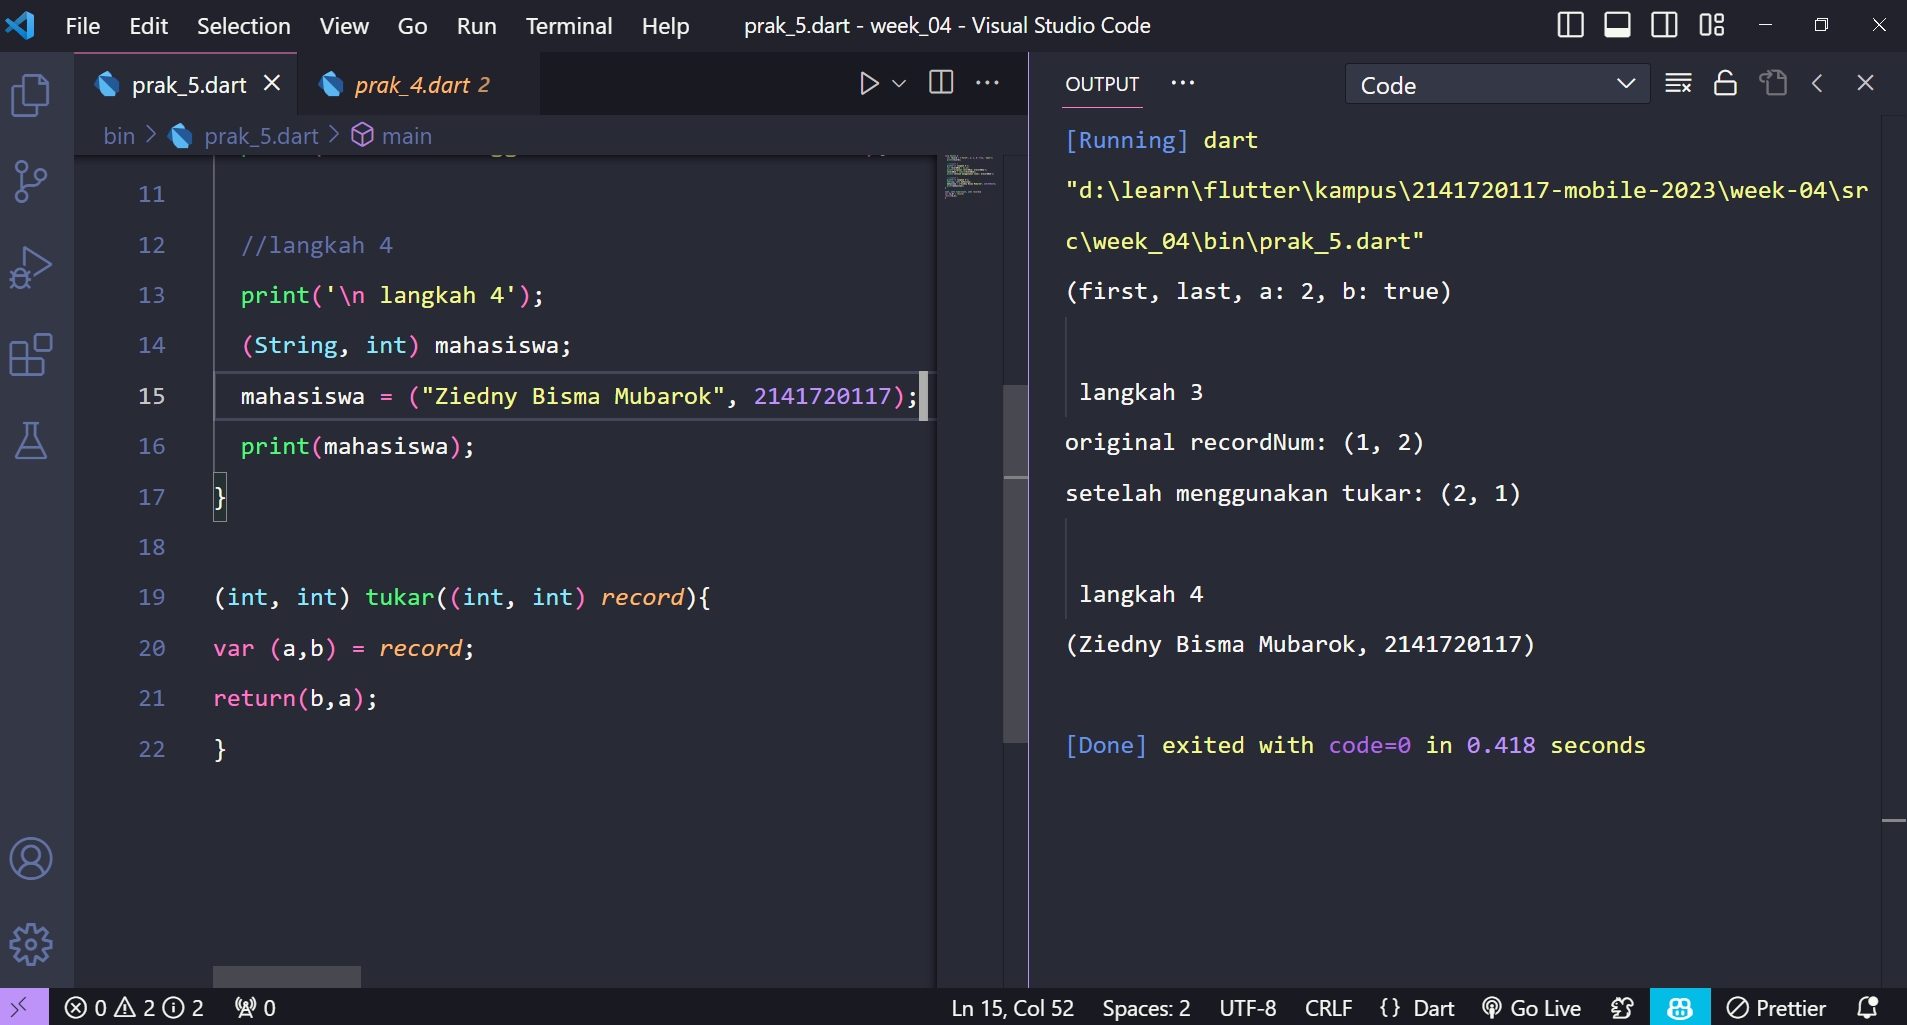 File Edit Selection View Go Run Terminal Help prak_5.dart - week_04 - Visual Studio Code
prak_5.dart prak_4.dart 2
bin > prak_5.dart > main
11
12 //langkah 4
13 print('\n langkah 4');
14 (String, int) mahasiswa;
15 mahasiswa = ("Ziedny Bisma Mubarok", 2141720117);
16 print(mahasiswa);
17 }
18
19 (int, int) tukar((int, int) record){
20 var (a,b) = record;
21 return(b,a);
22 }
OUTPUT ··· Code
[Running] dart
"d:\learn\flutter\kampus\2141720117-mobile-2023\week-04\sr
c\week_04\bin\prak_5.dart"
(first, last, a: 2, b: true)
langkah 3
original recordNum: (1, 2)
setelah menggunakan tukar: (2, 1)
langkah 4
(Ziedny Bisma Mubarok, 2141720117)
[Done] exited with code=0 in 0.418 seconds
0 2 2 0 Ln 15, Col 52 Spaces: 2 UTF-8 CRLF {} Dart Go Live Prettier